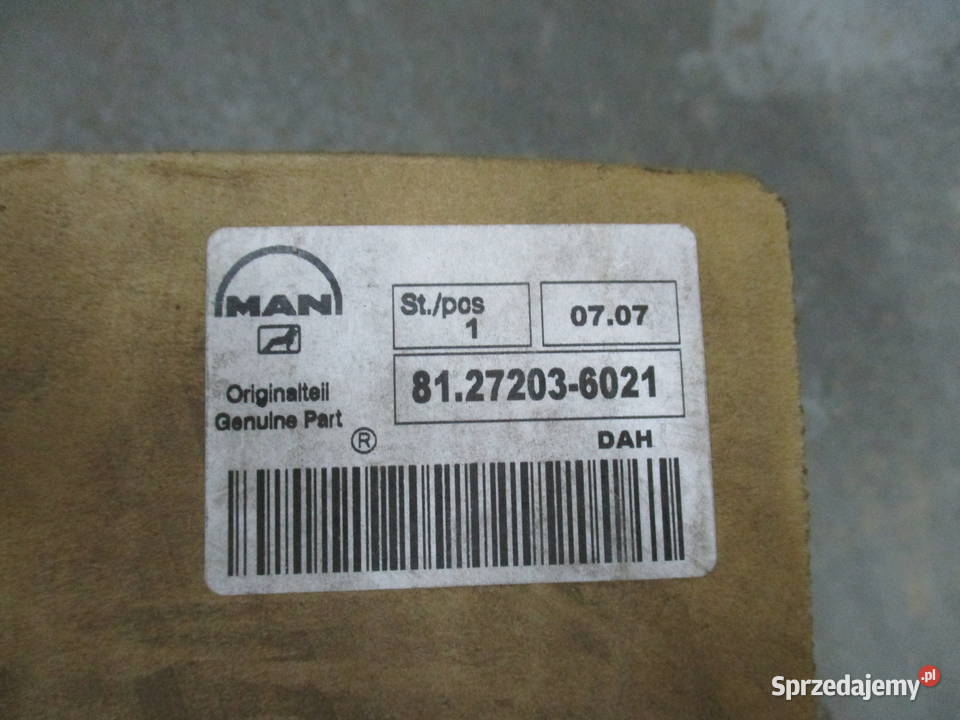 MAN
St./pcs
1
07.07
81.27203-6021
Originalteil
Genuine Part
®
DAH
Sprzedajemy.pl